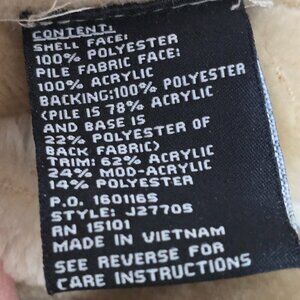 CONTENT:
SHELL FACE:
100% POLYESTER
PILE FABRIC FACE:
100% ACRYLIC
BACKING:100% POLYESTER
(PILE IS 78% ACRYLIC
AND BASE IS
22% POLYESTER OF
BACK FABRIC)
TRIM: 62% ACRYLIC
24% MOD-ACRYLIC
14% POLYESTER
P.O. 160116S
STYLE: J2770S
RN 15101
MADE IN VIETNAM
SEE REVERSE FOR
CARE INSTRUCTIONS